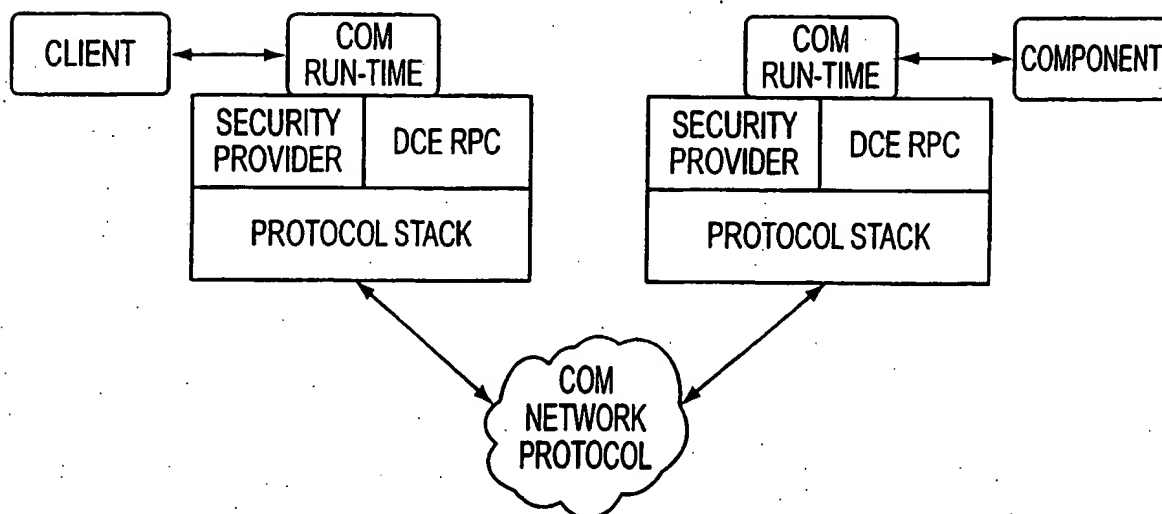 CLIENT
COM
RUN-TIME
SECURITY
PROVIDER
DCE RPC
PROTOCOL STACK
COM
RUN-TIME
COMPONENT
SECURITY
PROVIDER
DCE RPC
PROTOCOL STACK
COM
NETWORK
PROTOCOL